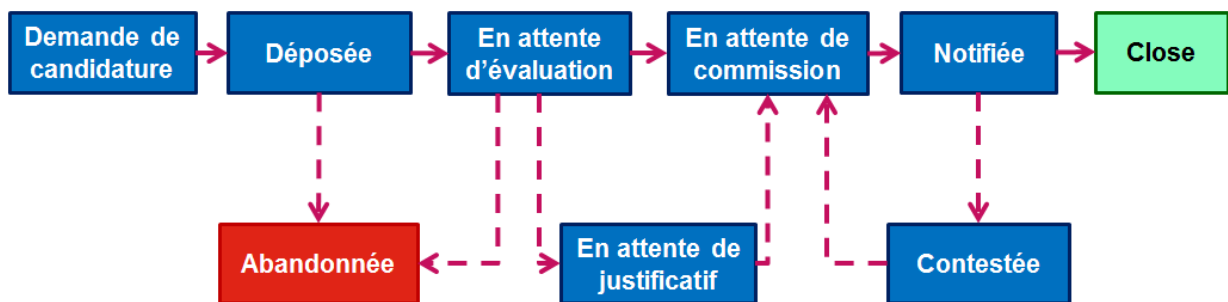 Demande de
candidature
Déposée
En attente
d’évaluation
En attente de
commission
Notifiée
Close
Abandonnée
En attente de
justificatif
Contestée